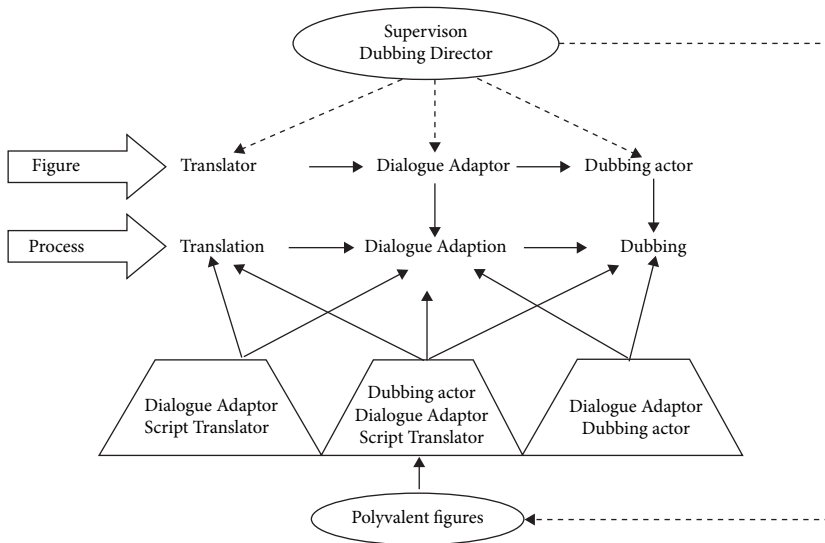 Supervison
Dubbing Director
Figure
Translator
Dialogue Adaptor
Dubbing actor
Process
Translation
Dialogue Adaption
Dubbing
Dialogue Adaptor
Script Translator
Dubbing actor
Dialogue Adaptor
Script Translator
Dialogue Adaptor
Dubbing actor
Polyvalent figures